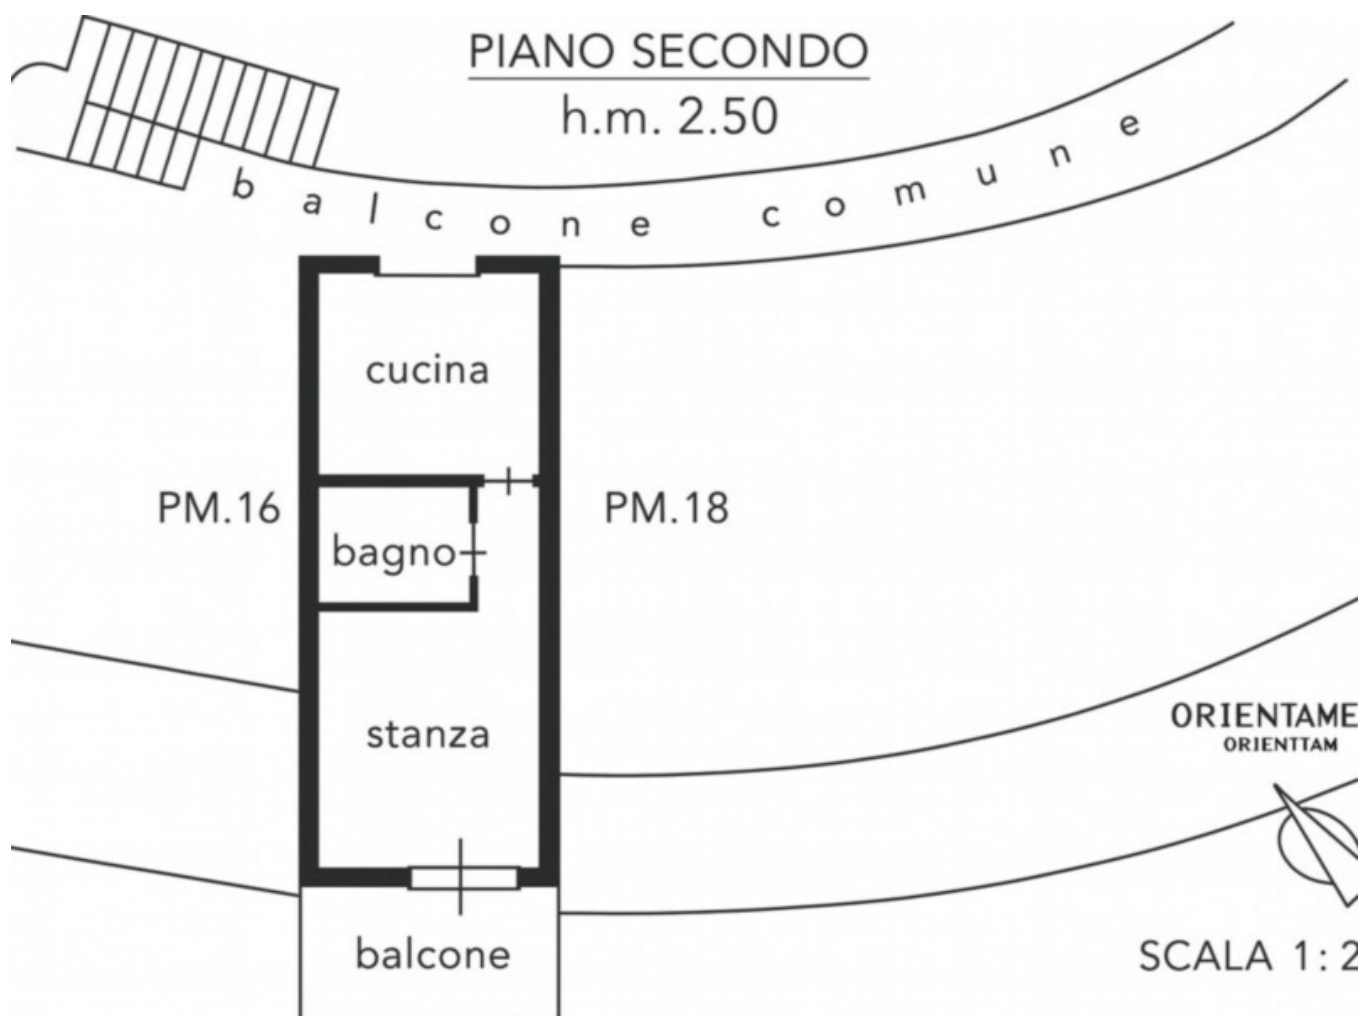 PIANO SECONDO
h.m. 2.50
balcone comune
cucina
PM.16
PM.18
bagno
stanza
ORIENTAME
ORIENTTAM
balcone
SCALA 1:2